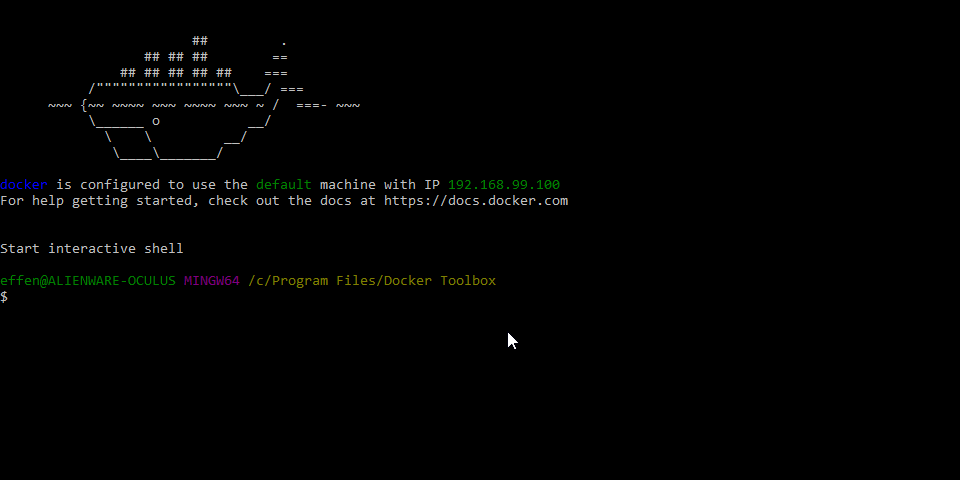 ##         .
                  ## ## ##        ==
               ## ## ## ## ##    ===
           /"""""""""""""""""\___/ ===
      ~~~ {~~ ~~~~ ~~~ ~~~~ ~~~ ~ /  ===- ~~~
           \______ o           __/
             \    \         __/
              \____\_______/
docker is configured to use the default machine with IP 192.168.99.100
For help getting started, check out the docs at https://docs.docker.com
Start interactive shell
effen@ALIENWARE-OCULUS MINGW64 /c/Program Files/Docker Toolbox
$